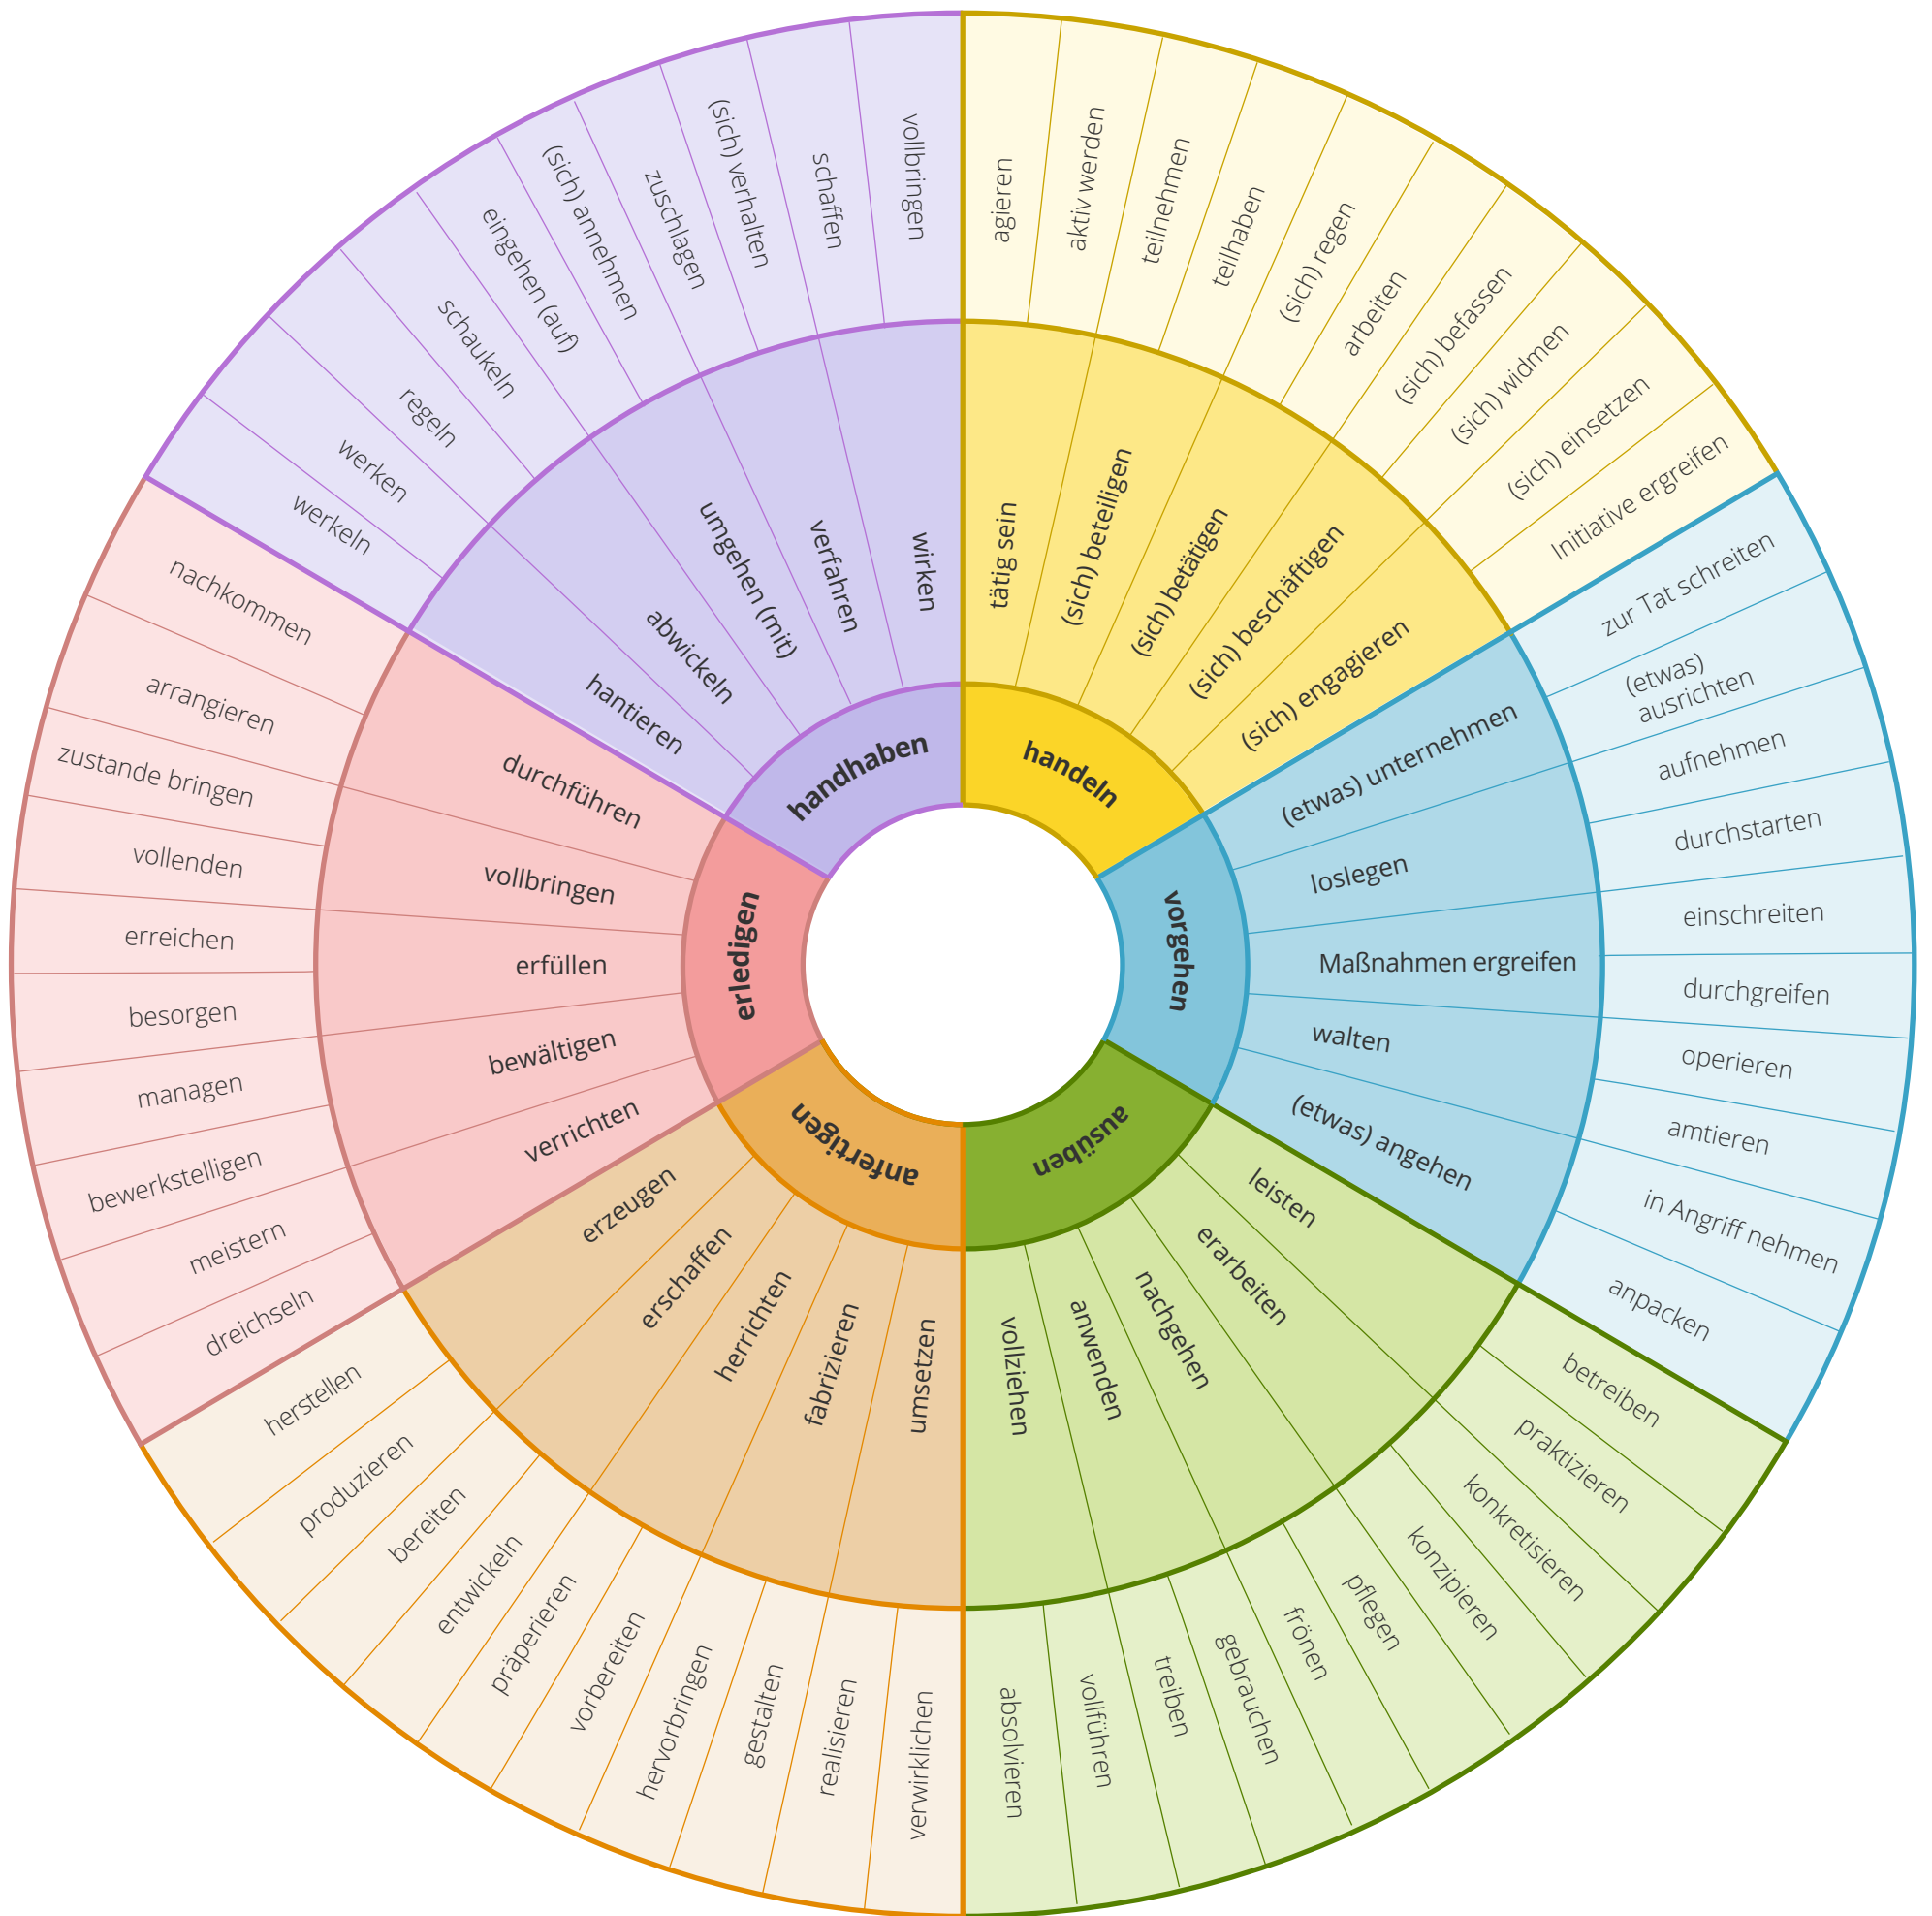 handeln
tätig sein
(sich) beteiligen
(sich) betätigen
(sich) beschäftigen
(sich) engagieren
agieren
aktiv werden
teilnehmen
teilhaben
(sich) regen
arbeiten
(sich) befassen
(sich) widmen
(sich) einsetzen
Initiative ergreifen
vorgehen
(etwas) unternehmen
loslegen
Maßnahmen ergreifen
walten
(etwas) angehen
zur Tat schreiten
(etwas)
ausrichten
aufnehmen
durchstarten
einschreiten
durchgreifen
operieren
amtieren
in Angriff nehmen
anpacken
ausüben
leisten
erarbeiten
nachgehen
anwenden
vollziehen
betreiben
praktizieren
konkretisieren
konzipieren
pflegen
frönen
gebrauchen
treiben
vollführen
absolvieren
anfertigen
umsetzen
fabrizieren
herrichten
erschaffen
erzeugen
verwirklichen
realisieren
gestalten
hervorbringen
vorbereiten
präperieren
entwickeln
bereiten
produzieren
herstellen
erledigen
verrichten
bewältigen
erfüllen
vollbringen
durchführen
dreichseln
meistern
bewerkstelligen
managen
besorgen
erreichen
vollenden
zustande bringen
arrangieren
nachkommen
handhaben
hantieren
abwickeln
umgehen (mit)
verfahren
wirken
werkeln
werken
regeln
schaukeln
eingehen (auf)
(sich) annehmen
zuschlagen
(sich) verhalten
schaffen
vollbringen